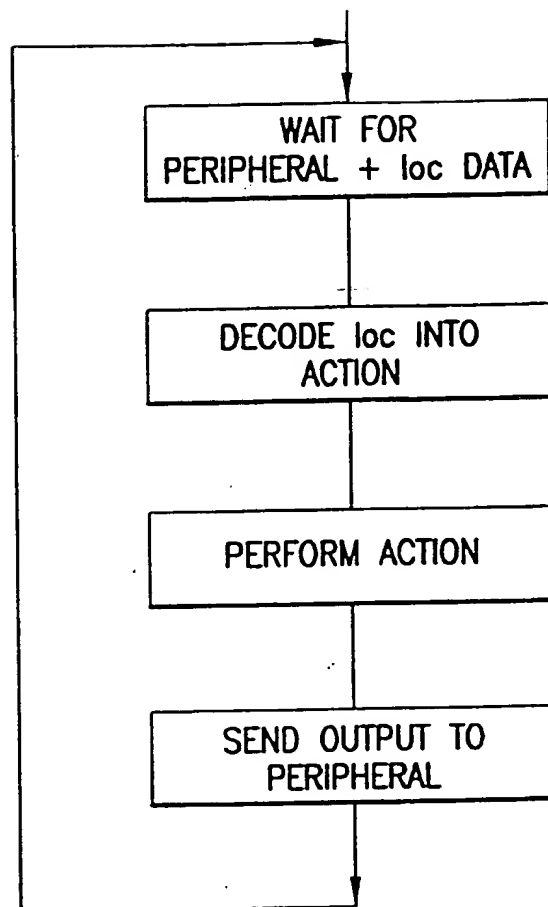 WAIT FOR
PERIPHERAL + loc DATA
DECODE loc INTO
ACTION
PERFORM ACTION
SEND OUTPUT TO
PERIPHERAL